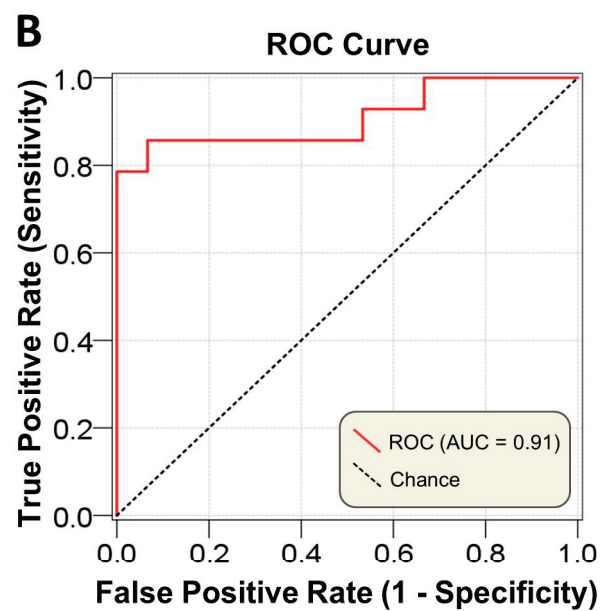 B
ROC Curve
True Positive Rate (Sensitivity)
1.0
0.8
0.6
0.4
0.2
0.0
ROC (AUC = 0.91)
Chance
0.0 0.2 0.4 0.6 0.8 1.0
False Positive Rate (1 - Specificity)